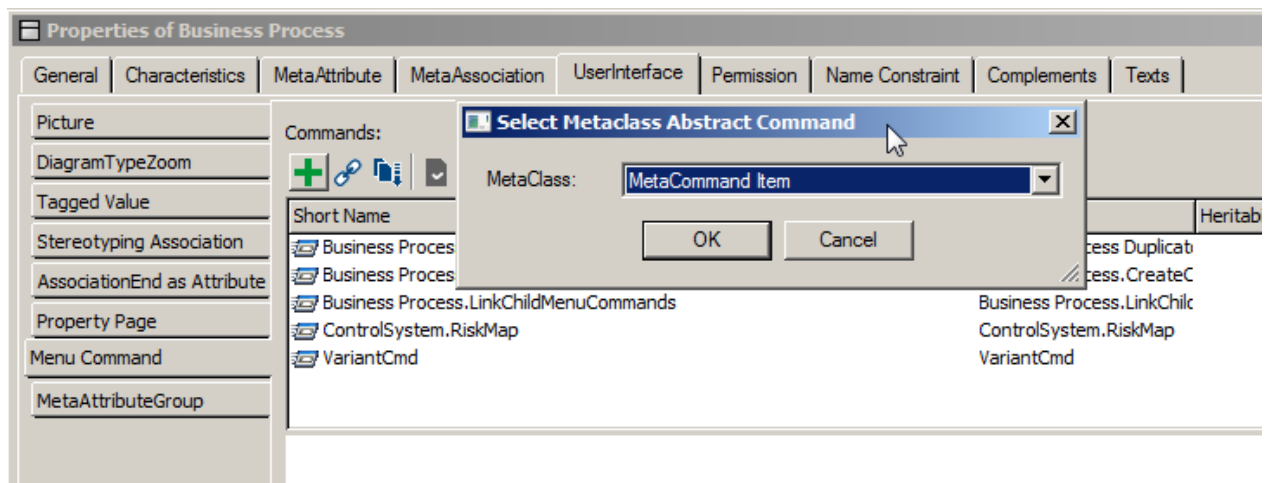 Properties of Business Process
General Characteristics MetaAttribute MetaAssociation UserInterface Permission Name Constraint Complements Texts
Picture
DiagramTypeZoom
Tagged Value
Stereotyping Association
AssociationEnd as Attribute
Property Page
Menu Command
MetaAttributeGroup
Commands:
Select Metaclass Abstract Command
MetaClass: MetaCommand Item
OK Cancel
Short Name Heritab
Business Proces cess Duplicat
Business Proces cess.CreateC
Business Process.LinkChildMenuCommands Business Process.LinkChilc
ControlSystem.RiskMap ControlSystem.RiskMap
VariantCmd VariantCmd